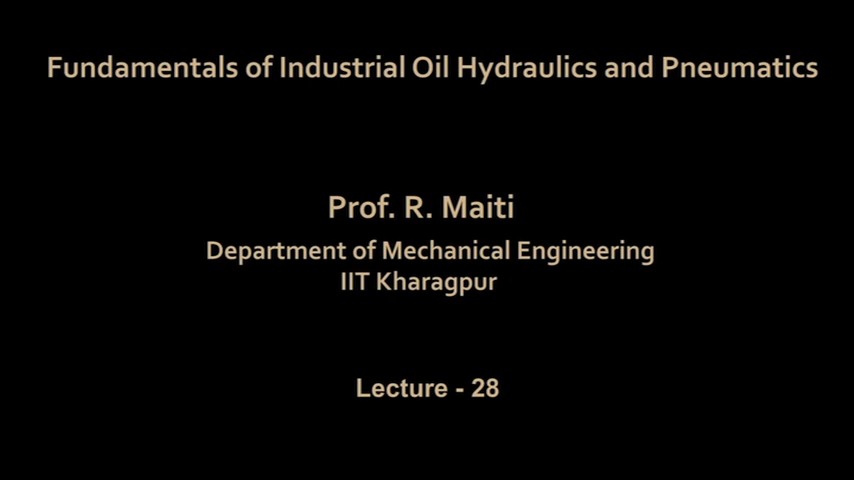 Fundamentals of Industrial Oil Hydraulics and Pneumatics
Prof. R. Maiti
Department of Mechanical Engineering
IIT Kharagpur
Lecture - 28